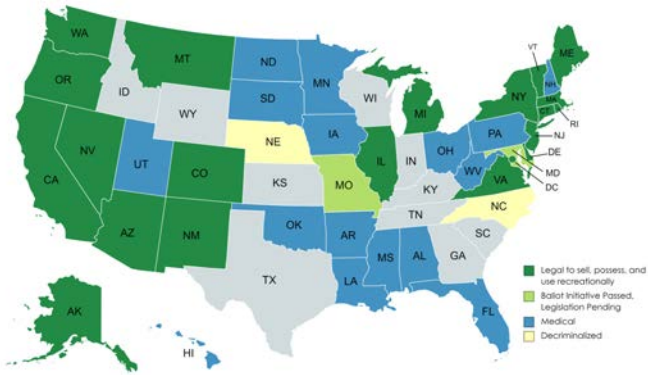 WA
MT
ND
MN
OR
ID
WY
SD
WI
MI
VT
ME
NH
NY
MA
CT
RI
NV
UT
CO
NE
IA
IL
IN
OH
PA
NJ
DE
MD
DC
CA
KS
MO
KY
WV
VA
AZ
NM
OK
AR
TN
NC
SC
TX
LA
MS
AL
GA
FL
AK
HI
Legal to sell, possess, and
use recreationally
Ballot Initiative Passed,
Legislation Pending
Medical
Decriminalized